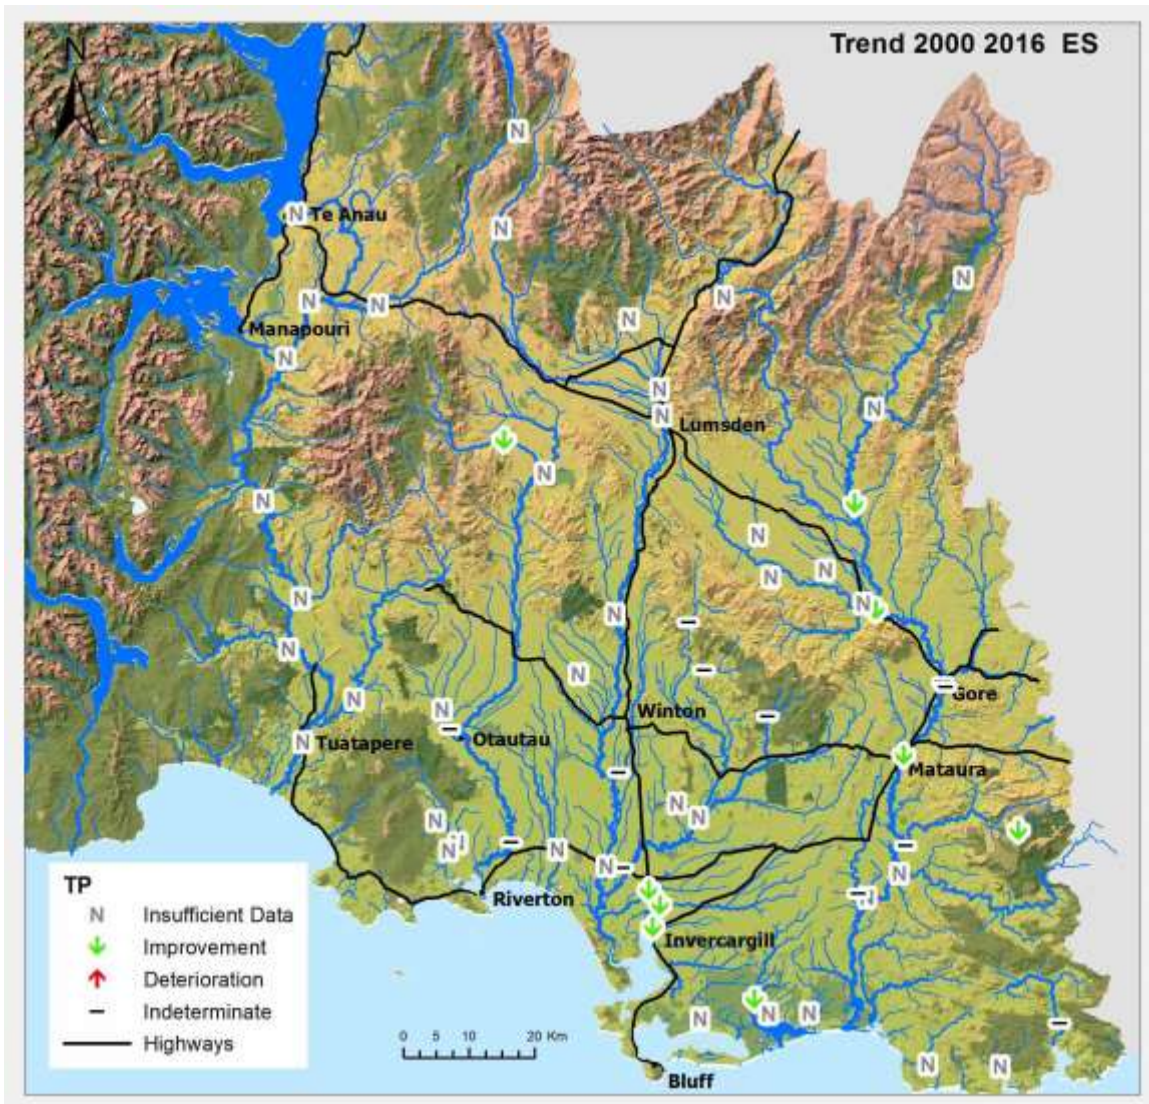 Trend 2000 2016 ES
N
N
N
N Te Anau
N
N
N
N
N
N
Manapouri
N
N
N
N
N
Lumsden
N
N
N
N
N
N
N
N
N
N
Gore
N
N
N
Winton
N
Tuatapere
Otautau
Mataura
N
N
N
N
N
N
N
N
Riverton
Invercargill
N
N
N
N
N
Bluff
TP
N Insufficient Data
Improvement
Deterioration
Indeterminate
Highways
0 5 10 20 Km